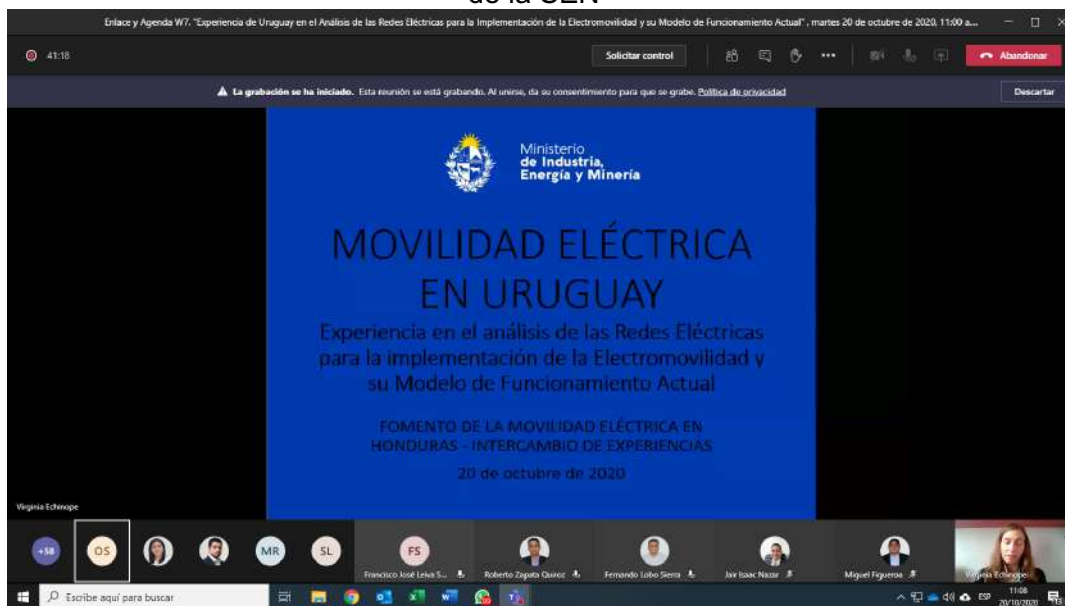 de la CEN
Enlace y Agenda W7. "Experiencia de Uruguay en el Análisis de las Redes Eléctricas para la Implementación de la Electromovilidad y su Modelo de Funcionamiento Actual" , martes 20 de octubre de 2020, 11:00 a...
41:18
Solicitar control
Abandonar
La grabación se ha iniciado. Esta reunión se está grabando. Al unirse, da su consentimiento para que se grabe. Política de privacidad
Descartar
Ministerio
de Industria,
Energía y Minería
MOVILIDAD ELÉCTRICA
EN URUGUAY
Experiencia en el análisis de las Redes Eléctricas
para la implementación de la Electromovilidad y
su Modelo de Funcionamiento Actual
FOMENTO DE LA MOVILIDAD ELÉCTRICA EN
HONDURAS - INTERCAMBIO DE EXPERIENCIAS
20 de octubre de 2020
Virginia Echinope
+58
OS
MR
SL
FS
Francisco José Leiva S...
Roberto Zapata Quiroz
Fernando Lobo Sierra
Jair Isaac Nazar
Miguel Figueroa
Virginia Echinope
Escribe aquí para buscar
ESP
11:08
20/10/2020